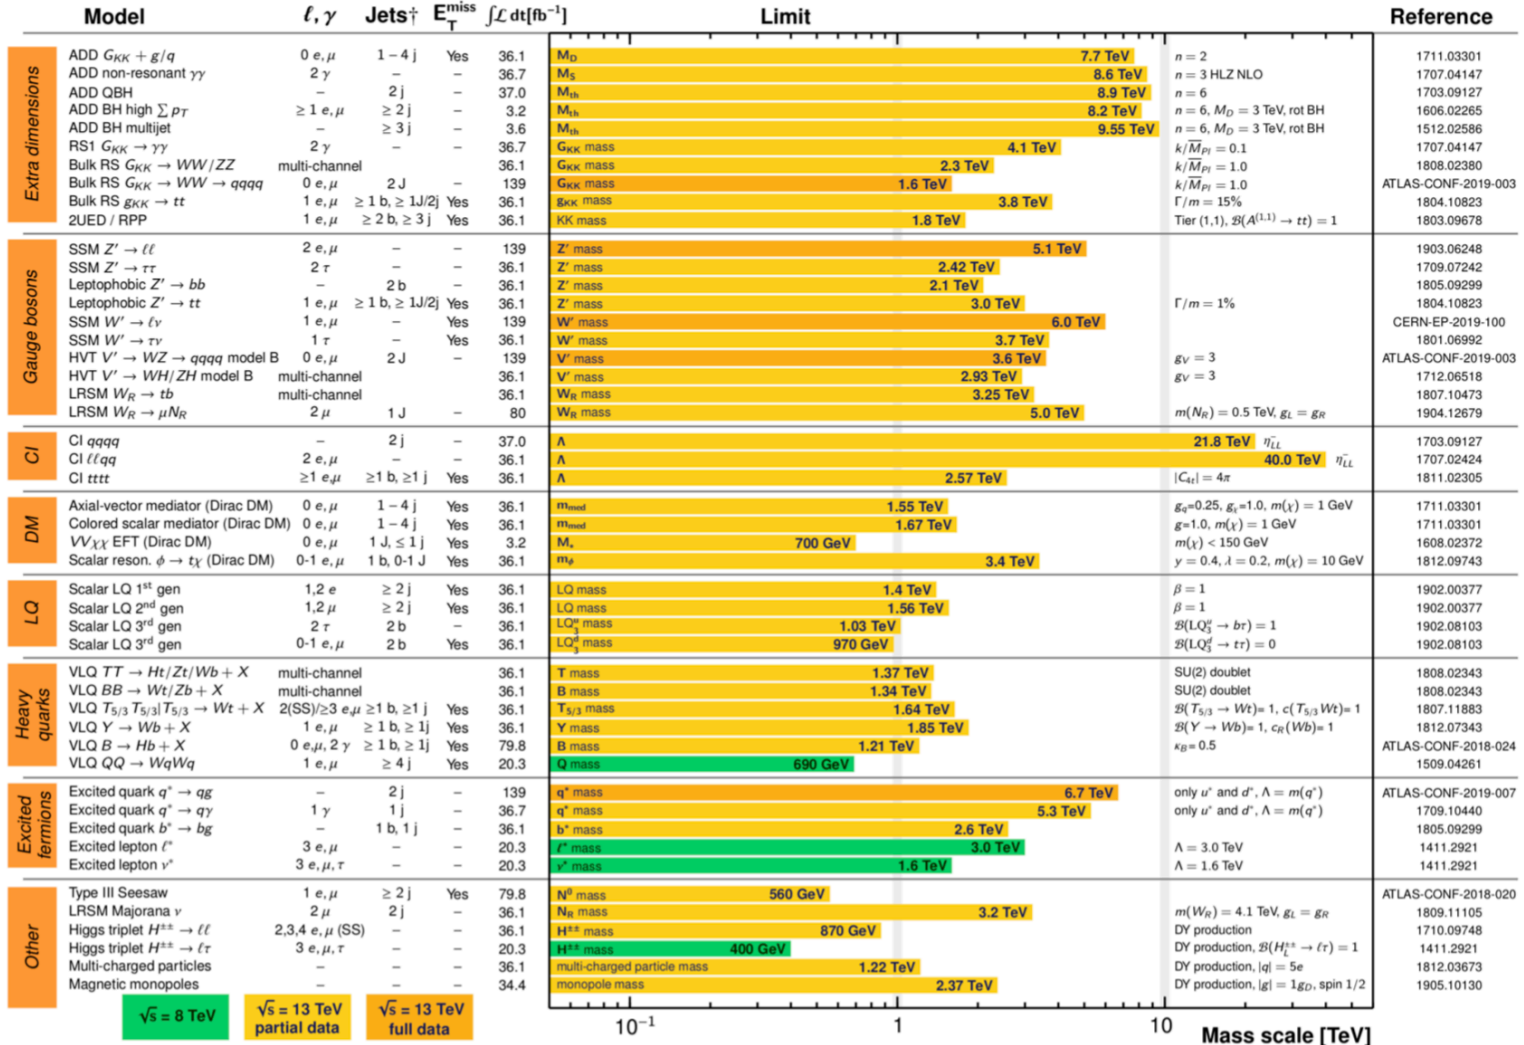 Model ℓ, γ Jets† E_T^miss ∫ℒ dt[fb⁻¹] Limit Reference
Extra dimensions
ADD G_KK + g/q 0 e, μ 1 − 4 j Yes 36.1 M_D 7.7 TeV n = 2 1711.03301
ADD non-resonant γγ 2 γ − − 36.7 M_S 8.6 TeV n = 3 HLZ NLO 1707.04147
ADD QBH − 2 j − 37.0 M_th 8.9 TeV n = 6 1703.09127
ADD BH high ∑ p_T ≥ 1 e, μ ≥ 2 j − 3.2 M_th 8.2 TeV n = 6, M_D = 3 TeV, rot BH 1606.02265
ADD BH multijet − ≥ 3 j − 3.6 M_th 9.55 TeV n = 6, M_D = 3 TeV, rot BH 1512.02586
RS1 G_KK → γγ 2 γ − − 36.7 G_KK mass 4.1 TeV k/M̄_Pl = 0.1 1707.04147
Bulk RS G_KK → WW/ZZ multi-channel 36.1 G_KK mass 2.3 TeV k/M̄_Pl = 1.0 1808.02380
Bulk RS G_KK → WW → qqqq 0 e, μ 2 J − 139 G_KK mass 1.6 TeV k/M̄_Pl = 1.0 ATLAS-CONF-2019-003
Bulk RS g_KK → tt 1 e, μ ≥ 1 b, ≥ 1J/2j Yes 36.1 g_KK mass 3.8 TeV Γ/m = 15% 1804.10823
2UED / RPP 1 e, μ ≥ 2 b, ≥ 3 j Yes 36.1 KK mass 1.8 TeV Tier (1,1), ℬ(A^(1,1) → tt) = 1 1803.09678
Gauge bosons
SSM Z′ → ℓℓ 2 e, μ − − 139 Z′ mass 5.1 TeV 1903.06248
SSM Z′ → ττ 2 τ − − 36.1 Z′ mass 2.42 TeV 1709.07242
Leptophobic Z′ → bb − 2 b − 36.1 Z′ mass 2.1 TeV 1805.09299
Leptophobic Z′ → tt 1 e, μ ≥ 1 b, ≥ 1J/2j Yes 36.1 Z′ mass 3.0 TeV Γ/m = 1% 1804.10823
SSM W′ → ℓν 1 e, μ − Yes 139 W′ mass 6.0 TeV CERN-EP-2019-100
SSM W′ → τν 1 τ − Yes 36.1 W′ mass 3.7 TeV 1801.06992
HVT V′ → WZ → qqqq model B 0 e, μ 2 J − 139 V′ mass 3.6 TeV g_V = 3 ATLAS-CONF-2019-003
HVT V′ → WH/ZH model B multi-channel 36.1 V′ mass 2.93 TeV g_V = 3 1712.06518
LRSM W_R → tb multi-channel 36.1 W_R mass 3.25 TeV 1807.10473
LRSM W_R → μN_R 2 μ 1 J − 80 W_R mass 5.0 TeV m(N_R) = 0.5 TeV, g_L = g_R 1904.12679
CI
CI qqqq − 2 j − 37.0 Λ 21.8 TeV η⁻_LL 1703.09127
CI ℓℓqq 2 e, μ − − 36.1 Λ 40.0 TeV η⁻_LL 1707.02424
CI tttt ≥1 e,μ ≥1 b, ≥1 j Yes 36.1 Λ 2.57 TeV |C_4t| = 4π 1811.02305
DM
Axial-vector mediator (Dirac DM) 0 e, μ 1 − 4 j Yes 36.1 m_med 1.55 TeV g_q=0.25, g_χ=1.0, m(χ) = 1 GeV 1711.03301
Colored scalar mediator (Dirac DM) 0 e, μ 1 − 4 j Yes 36.1 m_med 1.67 TeV g=1.0, m(χ) = 1 GeV 1711.03301
VVχχ EFT (Dirac DM) 0 e, μ 1 J, ≤ 1 j Yes 3.2 M_* 700 GeV m(χ) < 150 GeV 1608.02372
Scalar reson. φ → tχ (Dirac DM) 0-1 e, μ 1 b, 0-1 J Yes 36.1 m_φ 3.4 TeV y = 0.4, λ = 0.2, m(χ) = 10 GeV 1812.09743
LQ
Scalar LQ 1st gen 1,2 e ≥ 2 j Yes 36.1 LQ mass 1.4 TeV β = 1 1902.00377
Scalar LQ 2nd gen 1,2 μ ≥ 2 j Yes 36.1 LQ mass 1.56 TeV β = 1 1902.00377
Scalar LQ 3rd gen 2 τ 2 b − 36.1 LQ₃ᵘ mass 1.03 TeV ℬ(LQ₃ᵘ → bτ) = 1 1902.08103
Scalar LQ 3rd gen 0-1 e, μ 2 b Yes 36.1 LQ₃ᵈ mass 970 GeV ℬ(LQ₃ᵈ → tτ) = 0 1902.08103
Heavy quarks
VLQ TT → Ht/Zt/Wb + X multi-channel 36.1 T mass 1.37 TeV SU(2) doublet 1808.02343
VLQ BB → Wt/Zb + X multi-channel 36.1 B mass 1.34 TeV SU(2) doublet 1808.02343
VLQ T_5/3 T_5/3|T_5/3 → Wt + X 2(SS)/≥3 e,μ ≥1 b, ≥1 j Yes 36.1 T_5/3 mass 1.64 TeV ℬ(T_5/3 → Wt)= 1, c(T_5/3 Wt)= 1 1807.11883
VLQ Y → Wb + X 1 e, μ ≥ 1 b, ≥ 1j Yes 36.1 Y mass 1.85 TeV ℬ(Y → Wb)= 1, c_R(Wb)= 1 1812.07343
VLQ B → Hb + X 0 e,μ, 2 γ ≥ 1 b, ≥ 1j Yes 79.8 B mass 1.21 TeV κ_B= 0.5 ATLAS-CONF-2018-024
VLQ QQ → WqWq 1 e, μ ≥ 4 j Yes 20.3 Q mass 690 GeV 1509.04261
Excited fermions
Excited quark q* → qg − 2 j − 139 q* mass 6.7 TeV only u* and d*, Λ = m(q*) ATLAS-CONF-2019-007
Excited quark q* → qγ 1 γ 1 j − 36.7 q* mass 5.3 TeV only u* and d*, Λ = m(q*) 1709.10440
Excited quark b* → bg − 1 b, 1 j − 36.1 b* mass 2.6 TeV 1805.09299
Excited lepton ℓ* 3 e, μ − − 20.3 ℓ* mass 3.0 TeV Λ = 3.0 TeV 1411.2921
Excited lepton ν* 3 e, μ, τ − − 20.3 ν* mass 1.6 TeV Λ = 1.6 TeV 1411.2921
Other
Type III Seesaw 1 e, μ ≥ 2 j Yes 79.8 N⁰ mass 560 GeV ATLAS-CONF-2018-020
LRSM Majorana ν 2 μ 2 j − 36.1 N_R mass 3.2 TeV m(W_R) = 4.1 TeV, g_L = g_R 1809.11105
Higgs triplet H^±± → ℓℓ 2,3,4 e, μ (SS) − − 36.1 H^±± mass 870 GeV DY production 1710.09748
Higgs triplet H^±± → ℓτ 3 e, μ, τ − − 20.3 H^±± mass 400 GeV DY production, ℬ(H_L^±± → ℓτ) = 1 1411.2921
Multi-charged particles − − − 36.1 multi-charged particle mass 1.22 TeV DY production, |q| = 5e 1812.03673
Magnetic monopoles − − − 34.4 monopole mass 2.37 TeV DY production, |g| = 1g_D, spin 1/2 1905.10130
√s = 8 TeV
√s = 13 TeV partial data
√s = 13 TeV full data
10⁻¹ 1 10
Mass scale [TeV]